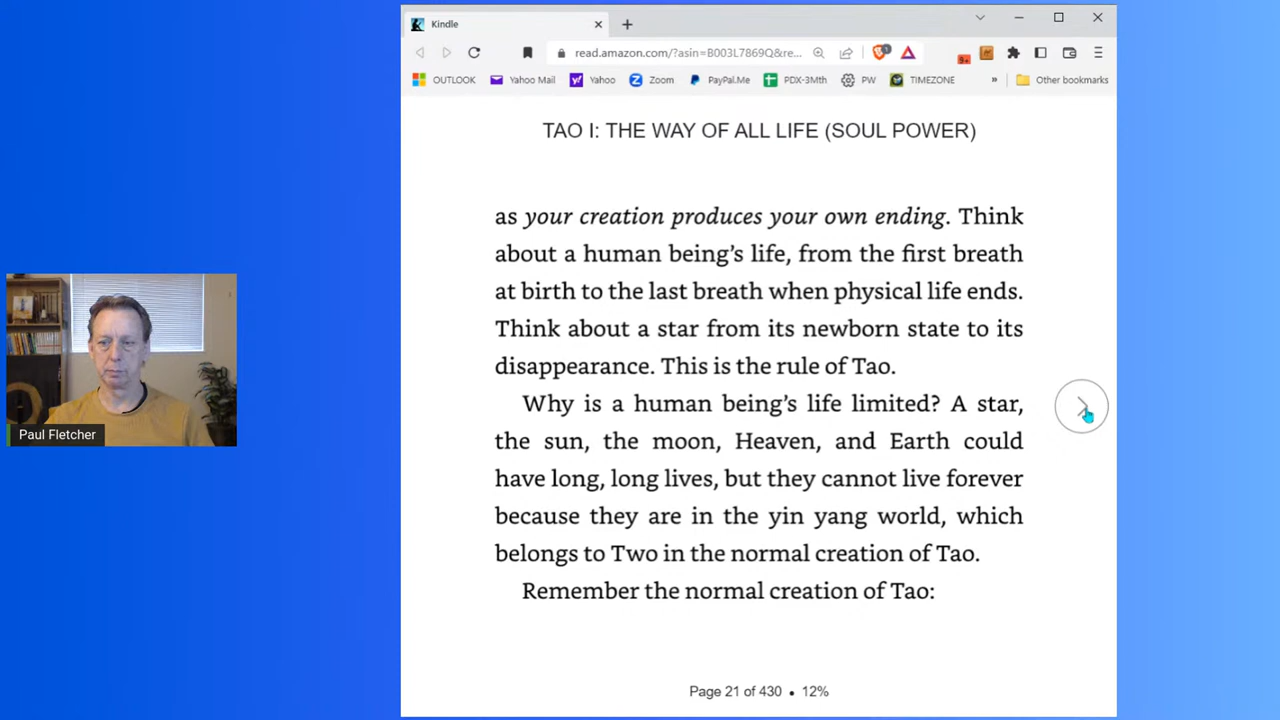 Kindle
read.amazon.com/?asin=B003L7869Q&re...
1
9+
OUTLOOK Yahoo Mail Yahoo Zoom PayPal.Me PDX-3Mth PW TIMEZONE » Other bookmarks
TAO I: THE WAY OF ALL LIFE (SOUL POWER)
as your creation produces your own ending. Think
about a human being’s life, from the first breath
at birth to the last breath when physical life ends.
Think about a star from its newborn state to its
disappearance. This is the rule of Tao.
Why is a human being’s life limited? A star,
the sun, the moon, Heaven, and Earth could
have long, long lives, but they cannot live forever
because they are in the yin yang world, which
belongs to Two in the normal creation of Tao.
Remember the normal creation of Tao:
Page 21 of 430 • 12%
Paul Fletcher